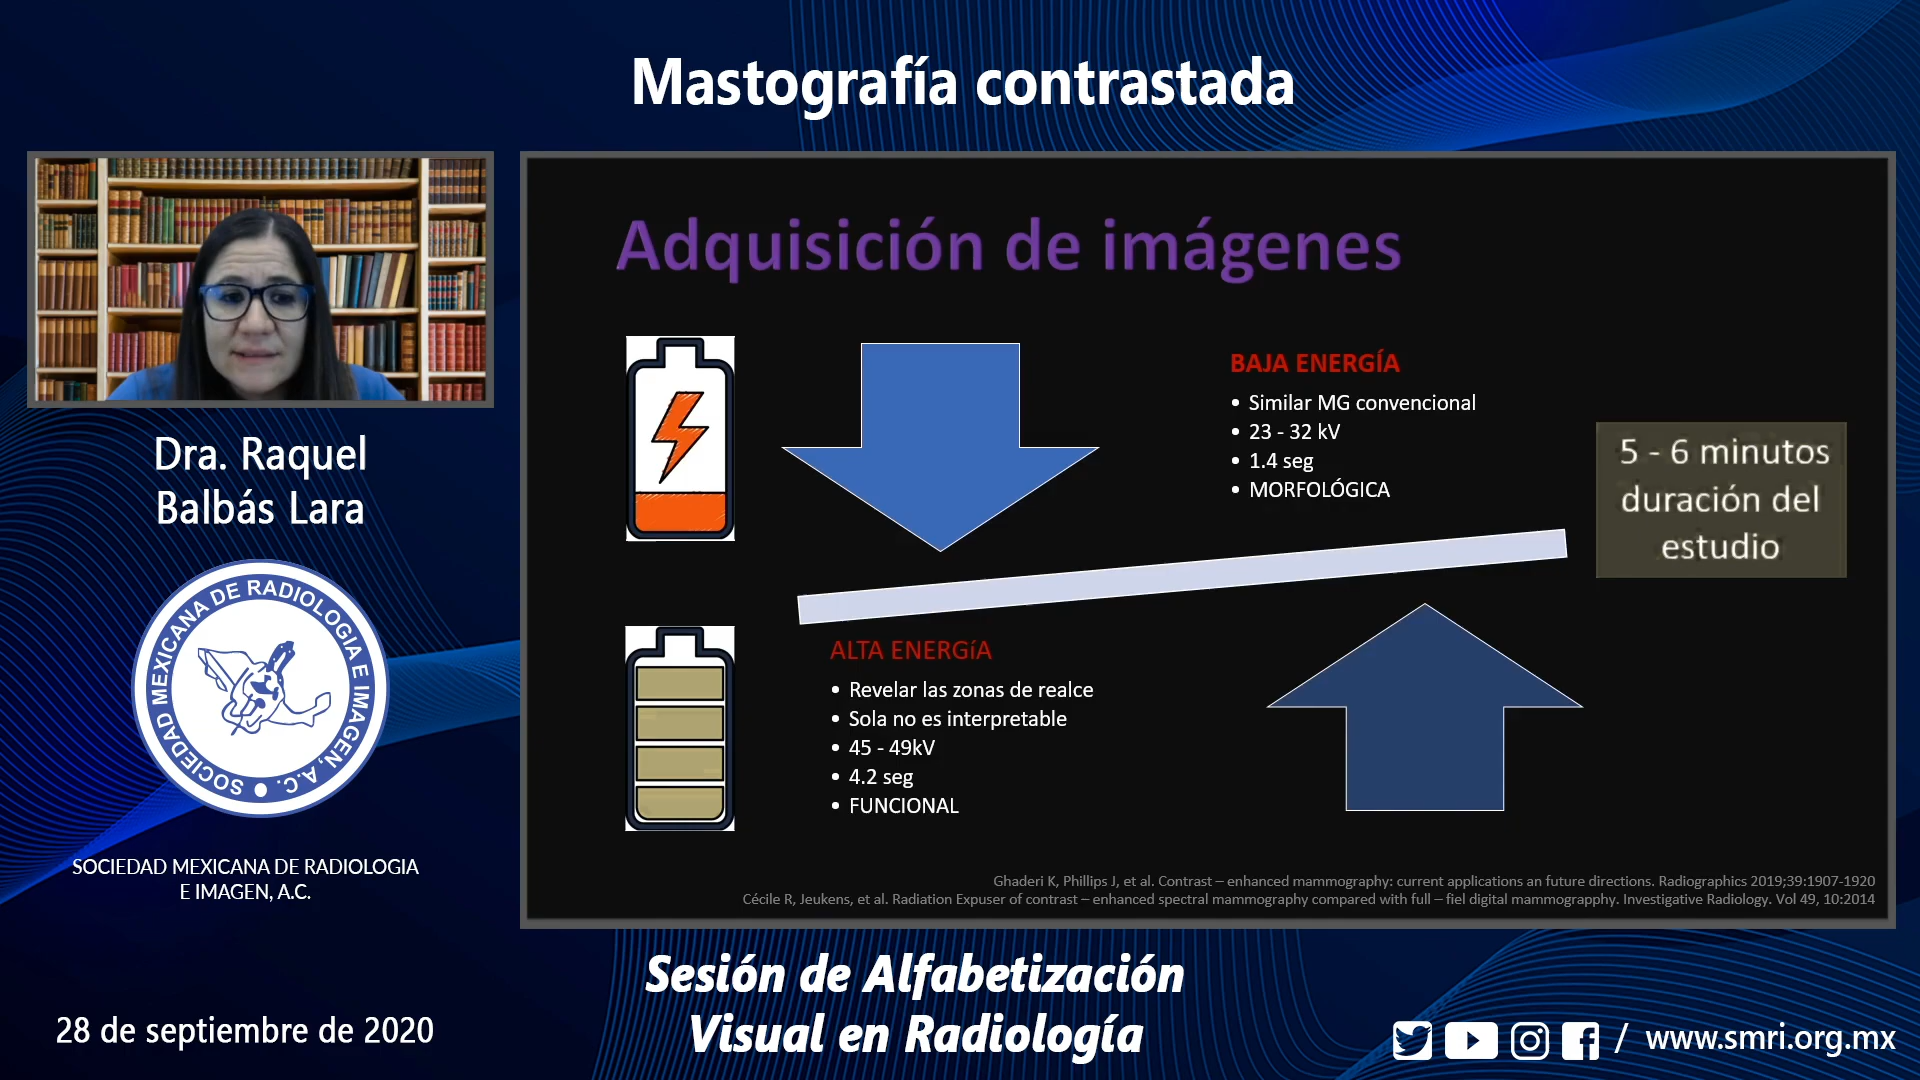 Mastografía contrastada
Dra. Raquel
Balbás Lara
SOCIEDAD MEXICANA DE RADIOLOGIA E IMAGEN, A.C.
SOCIEDAD MEXICANA DE RADIOLOGIA
E IMAGEN, A.C.
28 de septiembre de 2020
Adquisición de imágenes
BAJA ENERGÍA
• Similar MG convencional
• 23 - 32 kV
• 1.4 seg
• MORFOLÓGICA
5 - 6 minutos
duración del
estudio
ALTA ENERGíA
• Revelar las zonas de realce
• Sola no es interpretable
• 45 - 49kV
• 4.2 seg
• FUNCIONAL
Ghaderi K, Phillips J, et al. Contrast – enhanced mammography: current applications an future directions. Radiographics 2019;39:1907-1920
Cécile R, Jeukens, et al. Radiation Expuser of contrast – enhanced spectral mammography compared with full – fiel digital mammograpphy. Investigative Radiology. Vol 49, 10:2014
Sesión de Alfabetización
Visual en Radiología
/ www.smri.org.mx